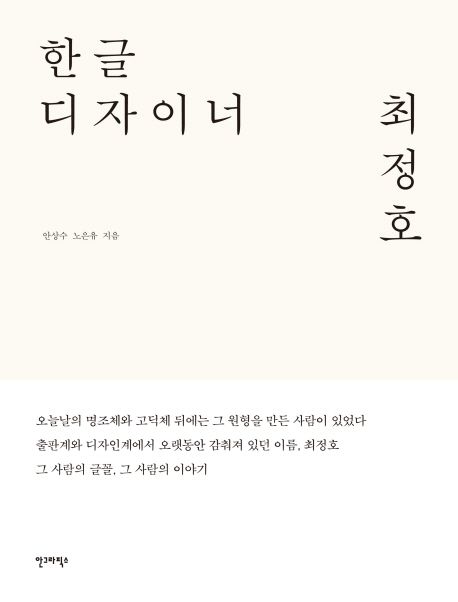 한글
디자이너
최정호
안상수 노은유 지음
오늘날의 명조체와 고딕체 뒤에는 그 원형을 만든 사람이 있었다
출판계와 디자인계에서 오랫동안 감춰져 있던 이름, 최정호
그 사람의 글꼴, 그 사람의 이야기
안그라픽스